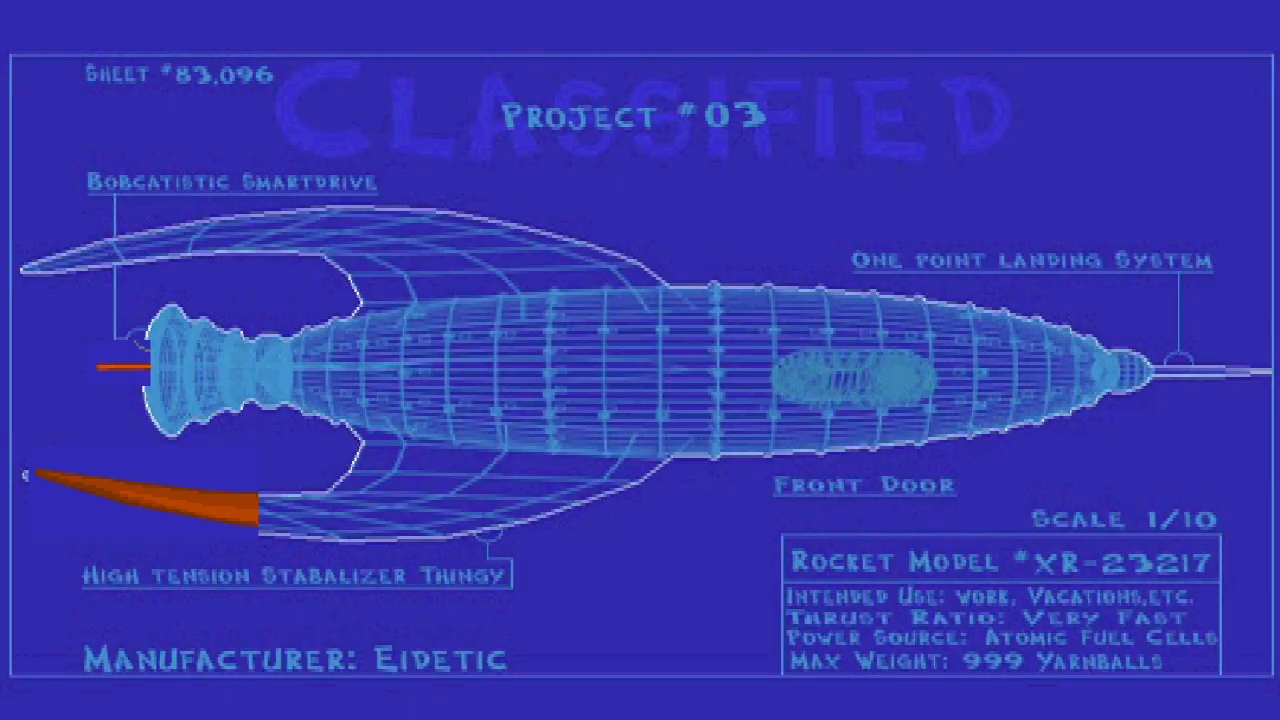 Sheet #83,096
Classified
Project #03
Bobcatistic Smartdrive
One point landing System
Front Door
Scale 1/10
High tension Stabalizer Thingy
Rocket Model #XR-23217
Intended Use: work, Vacations,etc.
Thrust Ratio: Very Fast
Power Source: Atomic Fuel Cells
Max Weight: 999 Yarnballs
Manufacturer: Eidetic